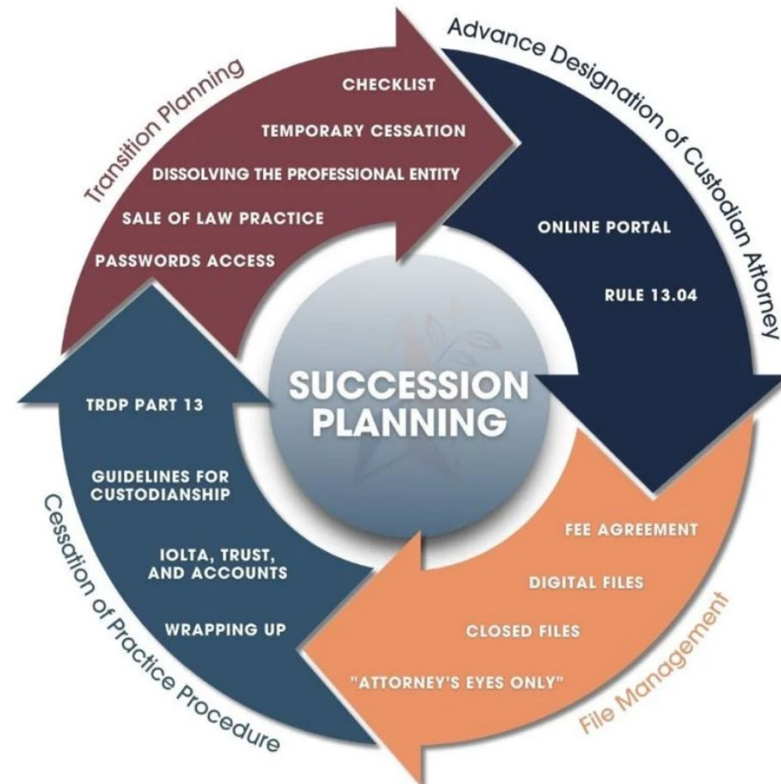 Transition Planning
CHECKLIST
TEMPORARY CESSATION
DISSOLVING THE PROFESSIONAL ENTITY
SALE OF LAW PRACTICE
PASSWORDS ACCESS
Advance Designation of Custodian Attorney
ONLINE PORTAL
RULE 13.04
SUCCESSION
PLANNING
FEE AGREEMENT
DIGITAL FILES
CLOSED FILES
"ATTORNEY'S EYES ONLY"
File Management
TRDP PART 13
GUIDELINES FOR
CUSTODIANSHIP
IOLTA, TRUST,
AND ACCOUNTS
WRAPPING UP
Cessation of Practice Procedure